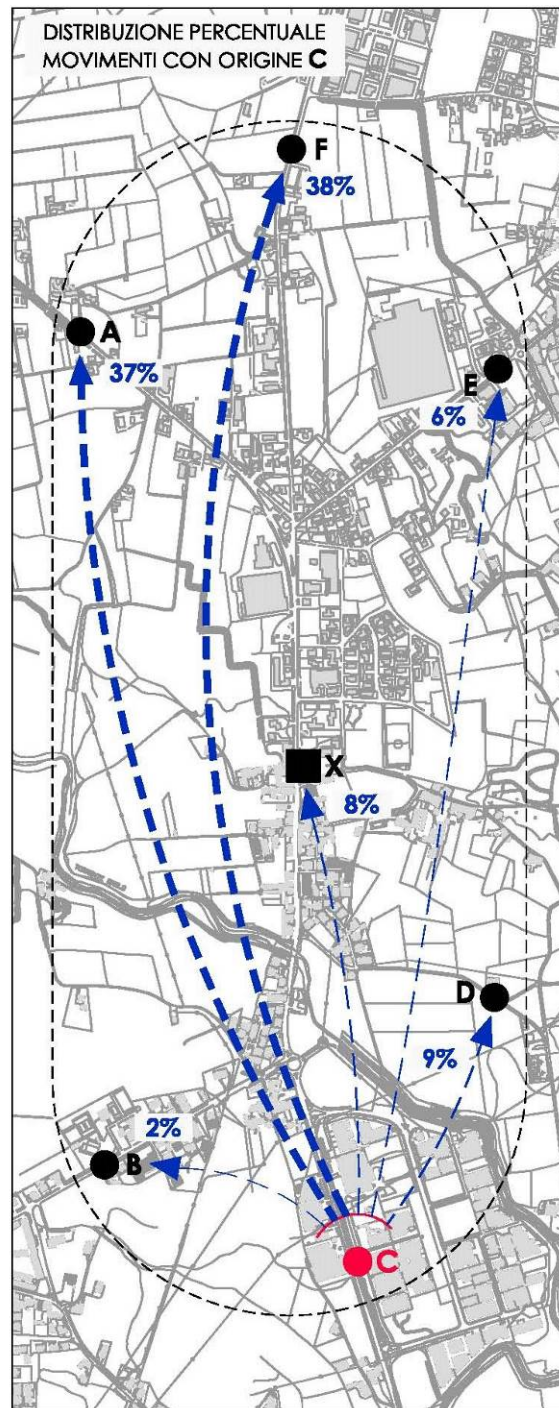 DISTRIBUZIONE PERCENTUALE
MOVIMENTI CON ORIGINE C
F
38%
A
37%
E
6%
X
8%
D
9%
2%
B
C